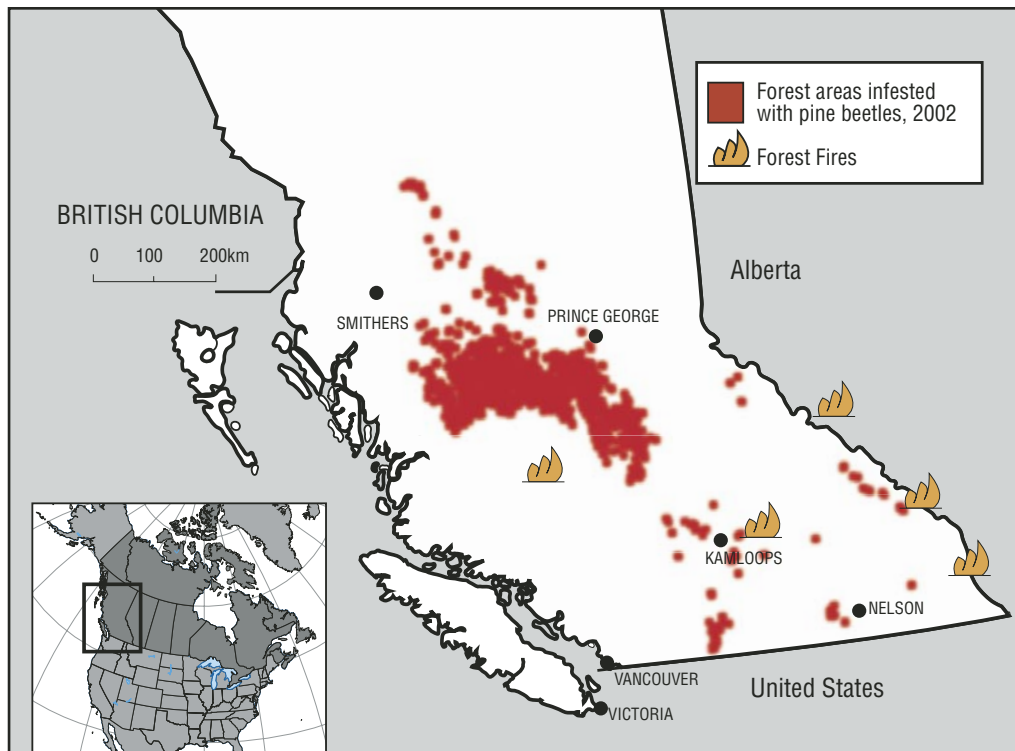 Forest areas infested
with pine beetles, 2002
Forest Fires
BRITISH COLUMBIA
0 100 200km
Alberta
SMITHERS
PRINCE GEORGE
KAMLOOPS
NELSON
VANCOUVER
United States
VICTORIA